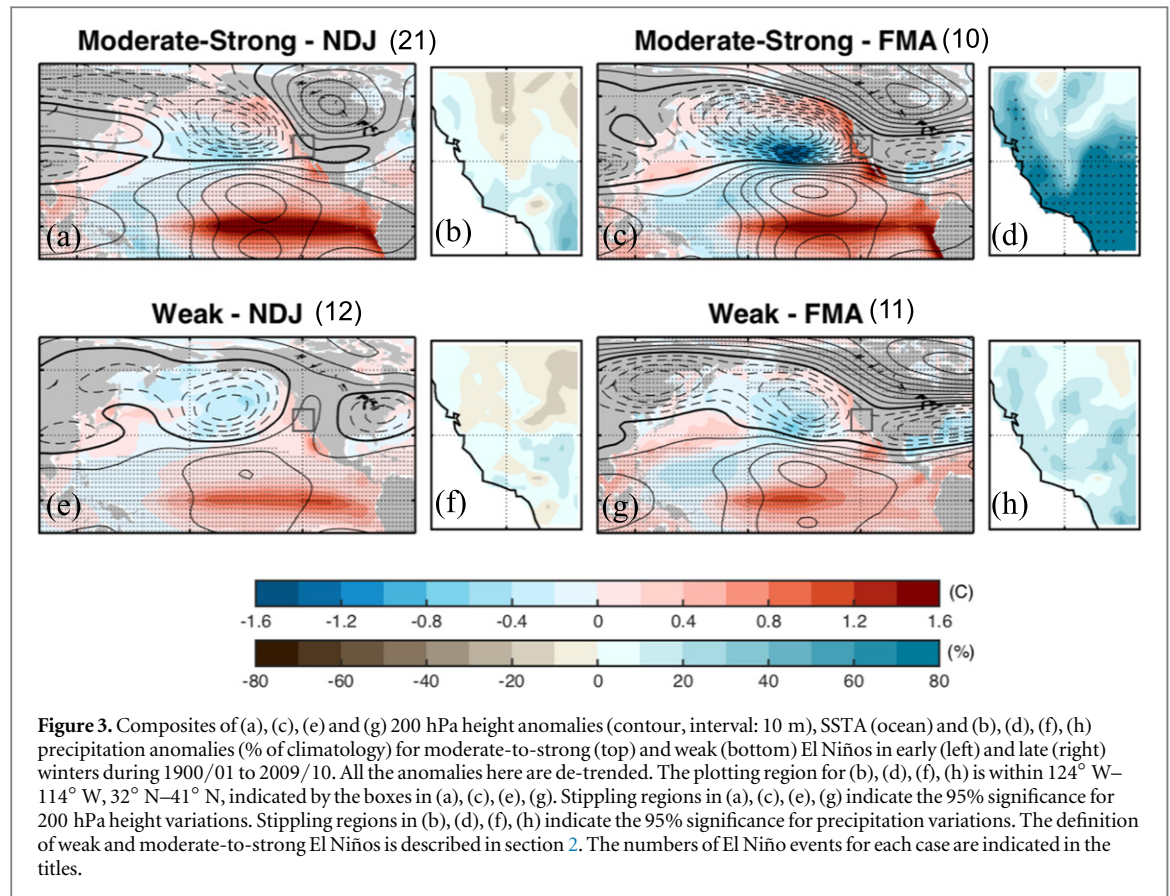 Moderate-Strong - NDJ (21)
Moderate-Strong - FMA (10)
(a)
(b)
(c)
(d)
Weak - NDJ (12)
Weak - FMA (11)
(e)
(f)
(g)
(h)
(C)
-1.6 -1.2 -0.8 -0.4 0 0.4 0.8 1.2 1.6
(%)
-80 -60 -40 -20 0 20 40 60 80
Figure 3. Composites of (a), (c), (e) and (g) 200 hPa height anomalies (contour, interval: 10 m), SSTA (ocean) and (b), (d), (f), (h)
precipitation anomalies (% of climatology) for moderate-to-strong (top) and weak (bottom) El Niños in early (left) and late (right)
winters during 1900/01 to 2009/10. All the anomalies here are de-trended. The plotting region for (b), (d), (f), (h) is within 124° W–
114° W, 32° N–41° N, indicated by the boxes in (a), (c), (e), (g). Stippling regions in (a), (c), (e), (g) indicate the 95% significance for
200 hPa height variations. Stippling regions in (b), (d), (f), (h) indicate the 95% significance for precipitation variations. The definition
of weak and moderate-to-strong El Niños is described in section 2. The numbers of El Niño events for each case are indicated in the
titles.